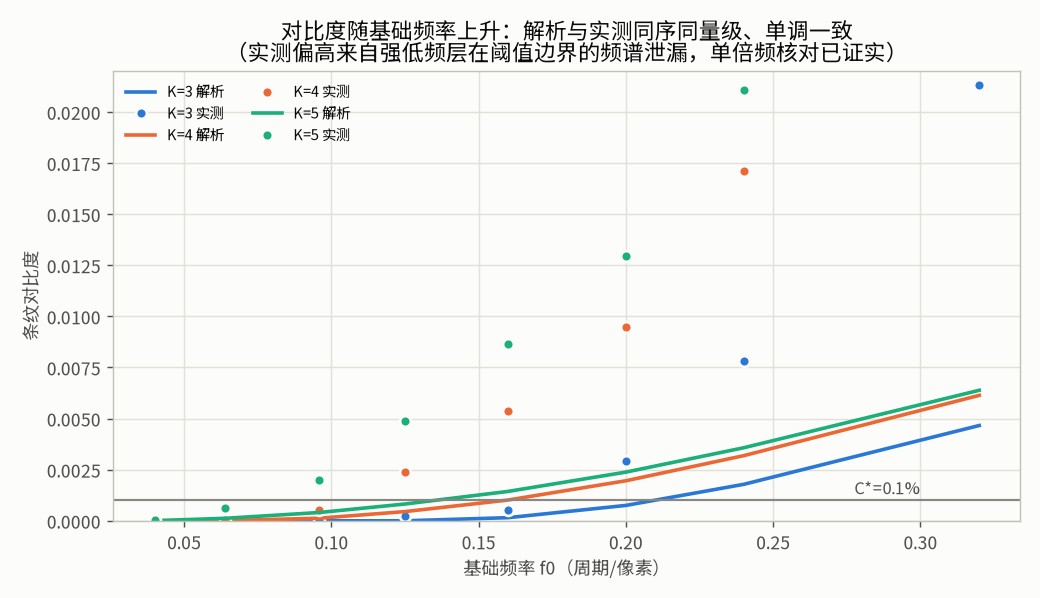 对比度随基础频率上升：解析与实测同序同量级、单调一致
（实测偏高来自强低频层在阈值边界的频谱泄漏，单倍频核对已证实）
K=3 解析
K=3 实测
K=4 解析
K=4 实测
K=5 解析
K=5 实测
条纹对比度
0.0200
0.0175
0.0150
0.0125
0.0100
0.0075
0.0050
0.0025
0.0000
C*=0.1%
0.05 0.10 0.15 0.20 0.25 0.30
基础频率 f0（周期/像素）